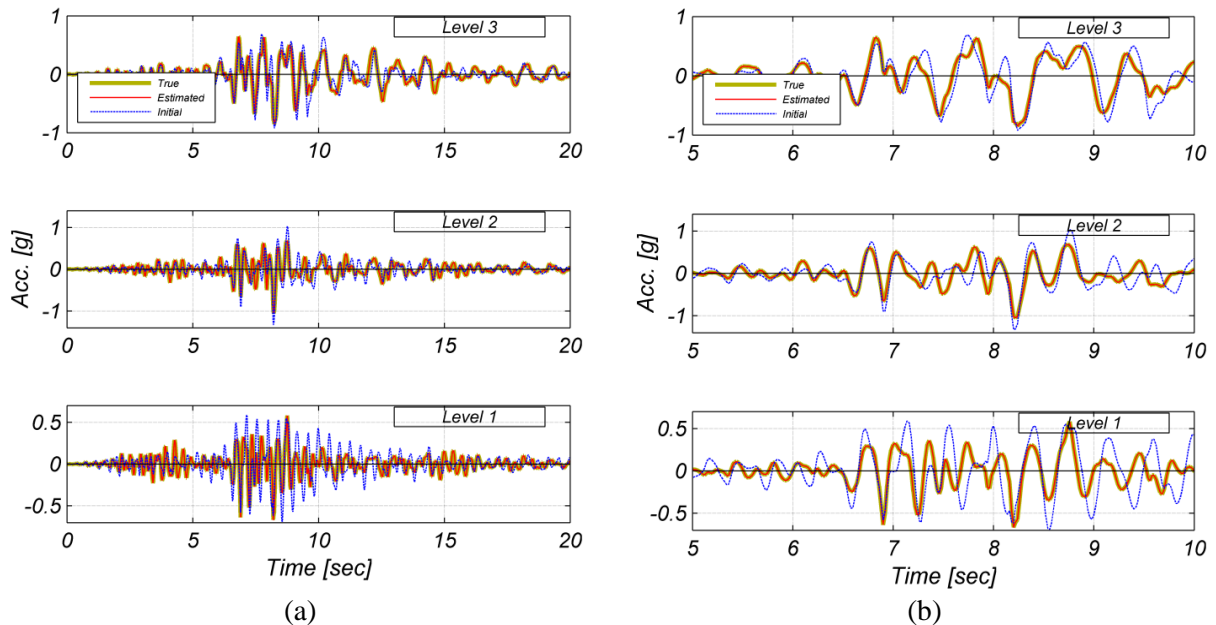 Level 3
1
0
-1
True
Estimated
Initial
0 5 10 15 20
Level 2
1
0
-1
Acc. [g]
0 5 10 15 20
Level 1
0.5
0
-0.5
0 5 10 15 20
Time [sec]
(a)
Level 3
1
0
-1
True
Estimated
Initial
5 6 7 8 9 10
Level 2
1
0
-1
Acc. [g]
5 6 7 8 9 10
Level 1
0.5
0
-0.5
5 6 7 8 9 10
Time [sec]
(b)